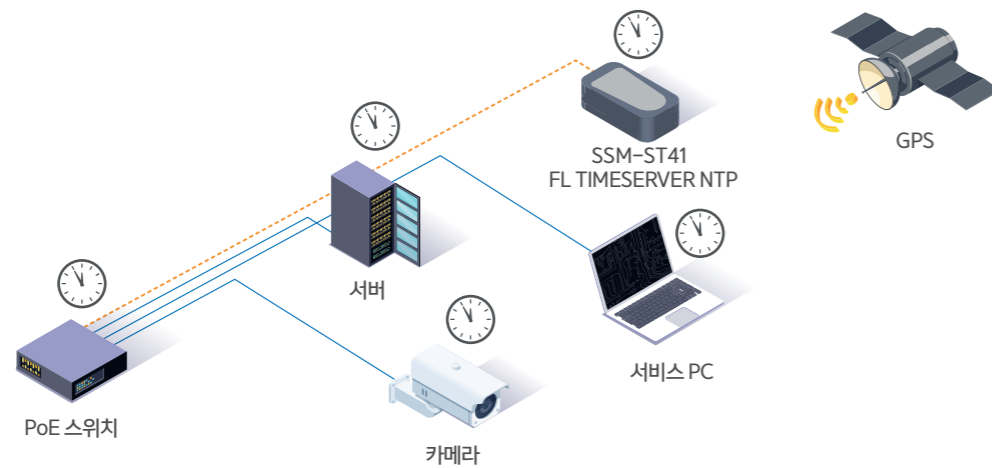 GPS
SSM-ST41
FL TIMESERVER NTP
서버
서비스 PC
PoE 스위치
카메라